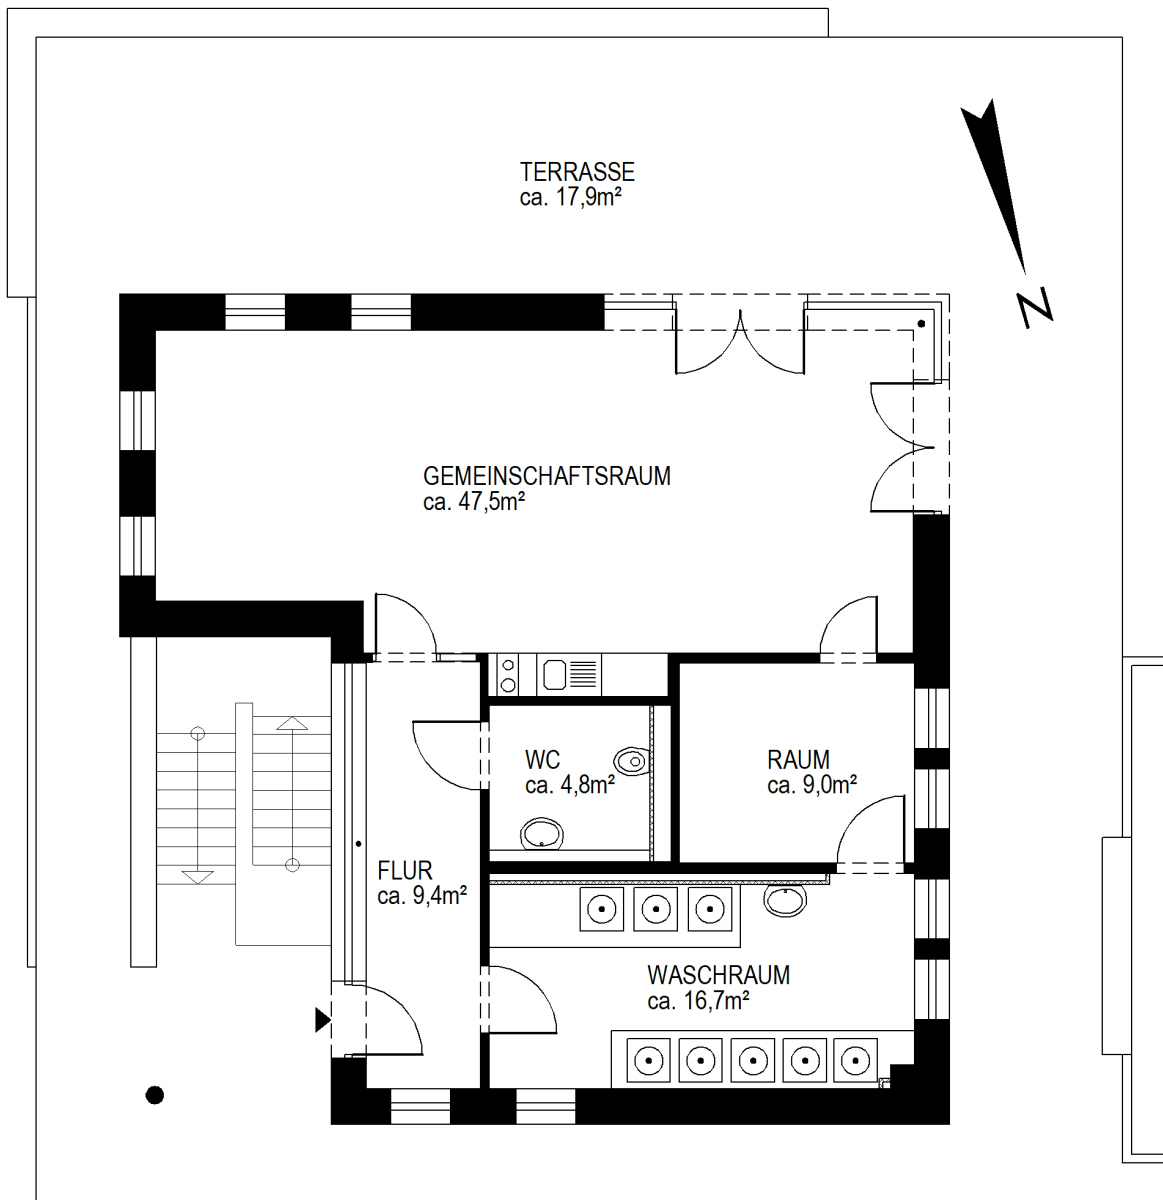 TERRASSE
ca. 17,9m²
N
GEMEINSCHAFTSRAUM
ca. 47,5m²
WC
ca. 4,8m²
RAUM
ca. 9,0m²
FLUR
ca. 9,4m²
WASCHRAUM
ca. 16,7m²